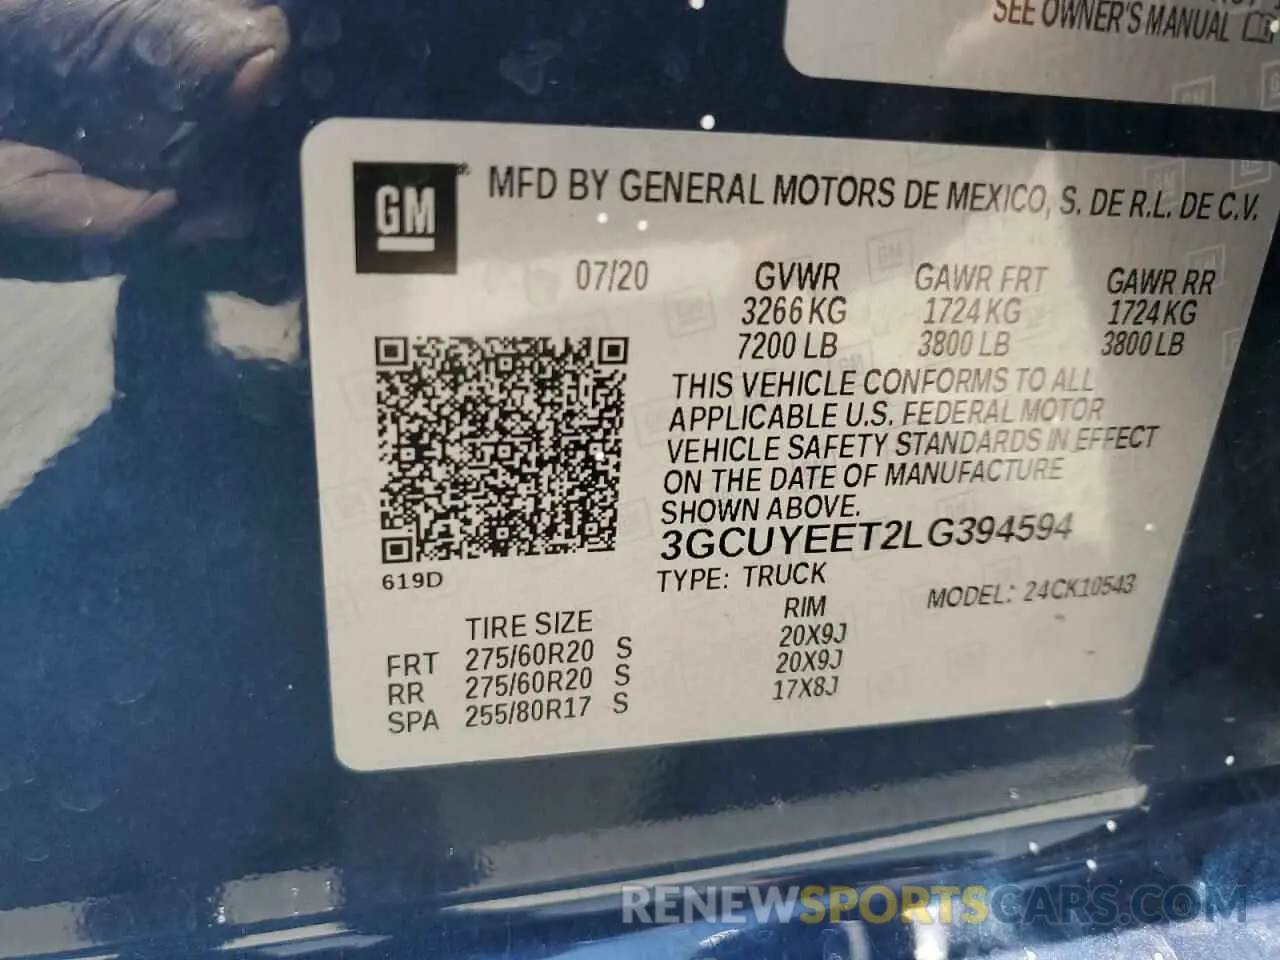 SEE OWNER'S MANUAL
GM
MFD BY GENERAL MOTORS DE MEXICO, S. DE R.L. DE C.V.
07/20 GVWR GAWR FRT GAWR RR
3266 KG 1724 KG 1724 KG
7200 LB 3800 LB 3800 LB
THIS VEHICLE CONFORMS TO ALL
APPLICABLE U.S. FEDERAL MOTOR
VEHICLE SAFETY STANDARDS IN EFFECT
ON THE DATE OF MANUFACTURE
SHOWN ABOVE.
3GCUYEET2LG394594
619D
TYPE: TRUCK
MODEL: 24CK10543
TIRE SIZE RIM
FRT 275/60R20 S 20X9J
RR 275/60R20 S 20X9J
SPA 255/80R17 S 17X8J
RENEWSPORTSCARS.COM